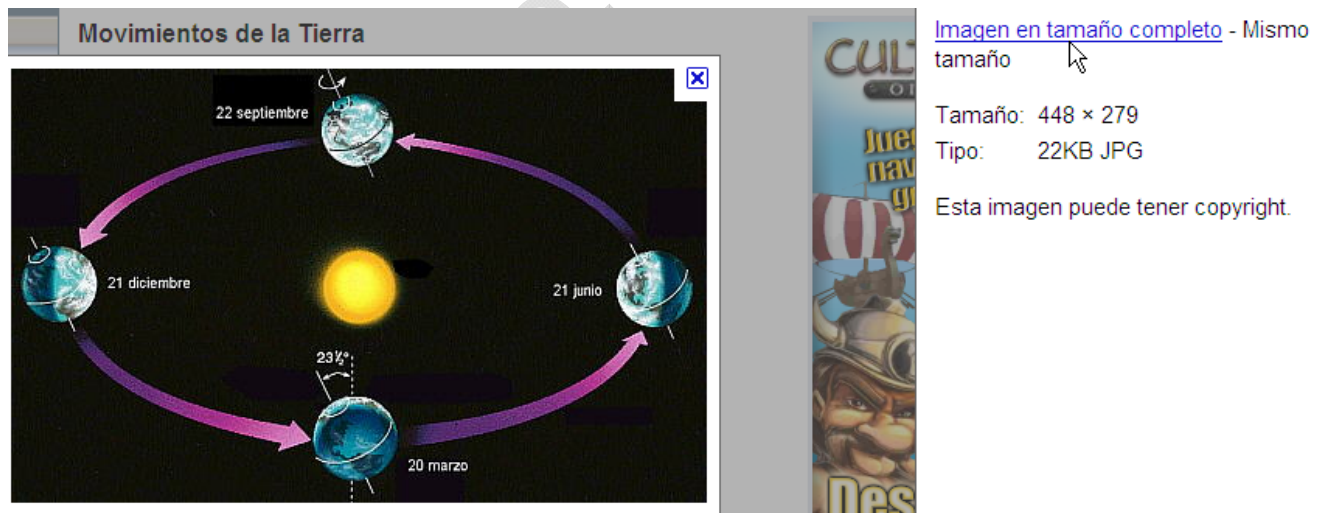 Movimientos de la Tierra
22 septiembre
21 diciembre
21 junio
23½°
20 marzo
Imagen en tamaño completo - Mismo
tamaño
Tamaño: 448 × 279
Tipo: 22KB JPG
Esta imagen puede tener copyright.